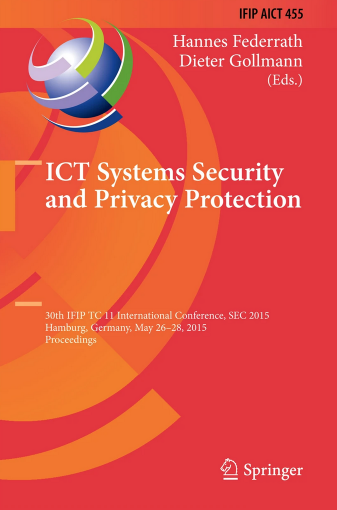 IFIP AICT 455
Hannes Federrath
Dieter Gollmann
(Eds.)
ICT Systems Security
and Privacy Protection
30th IFIP TC 11 International Conference, SEC 2015
Hamburg, Germany, May 26–28, 2015
Proceedings
Springer